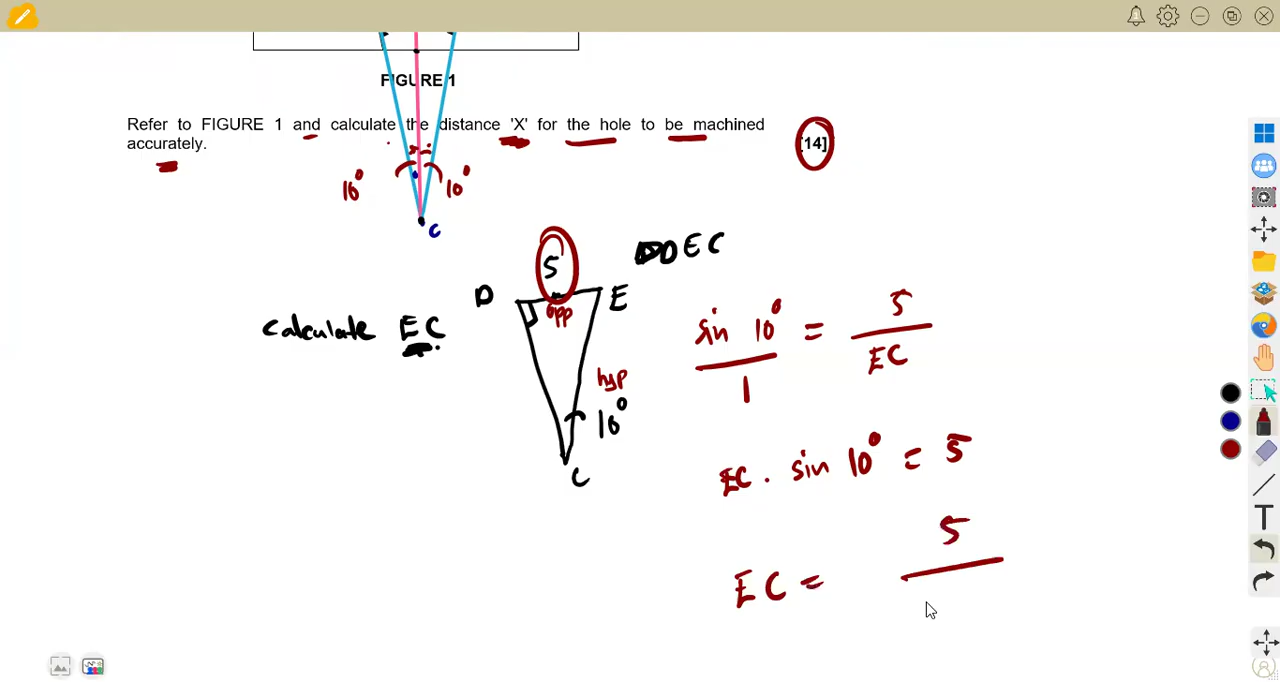 FIGURE 1
Refer to FIGURE 1 and calculate the distance 'X' for the hole to be machined
accurately.
[14]
10° 10°
C
5
DEC
D
E
opp
calculate EC.
sin 10° = 5
1
EC
hyp
10°
C
EC . sin 10° = 5
5
EC =
T